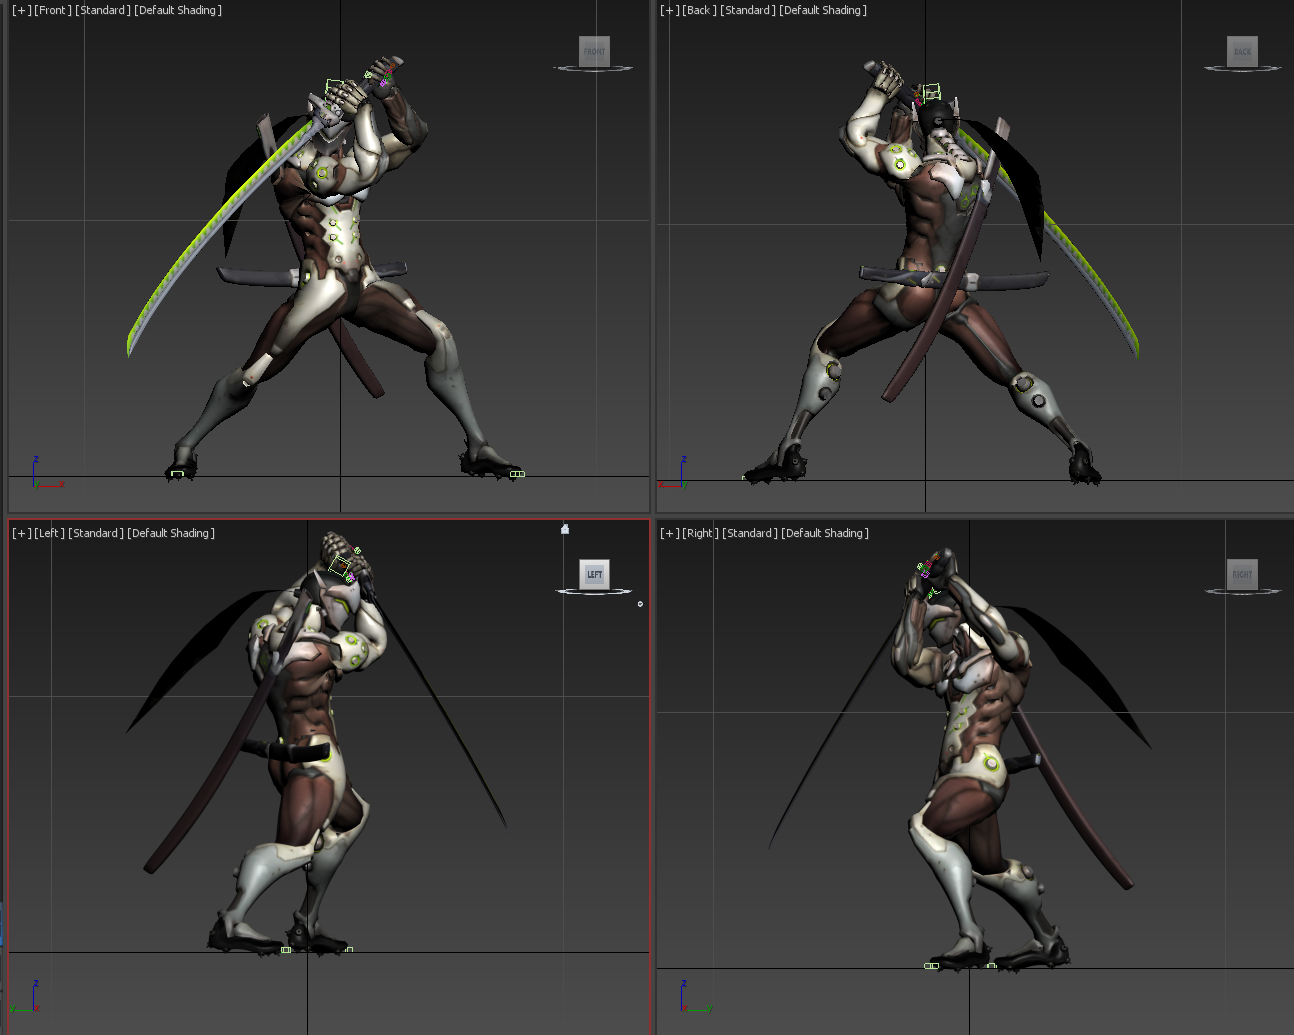 [+] [Front] [Standard] [Default Shading]
FRONT
[+] [Back] [Standard] [Default Shading]
BACK
z
y
x
z
x
y
[+] [Left] [Standard] [Default Shading]
LEFT
[+] [Right] [Standard] [Default Shading]
RIGHT
z
y
x
z
x
y